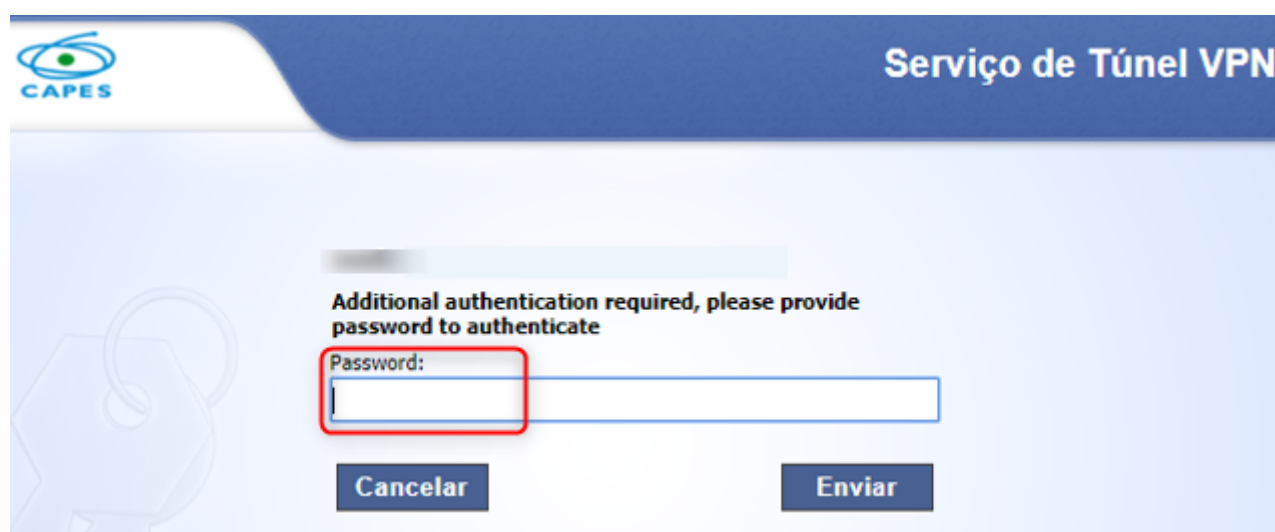 CAPES
Serviço de Túnel VPN
Additional authentication required, please provide
password to authenticate
Password:
Cancelar
Enviar